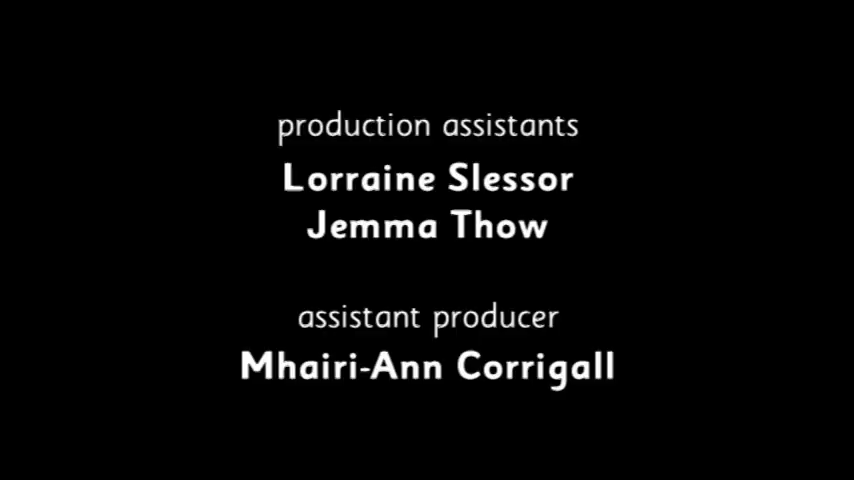 production assistants
Lorraine Slessor
Jemma Thow
assistant producer
Mhairi-Ann Corrigall